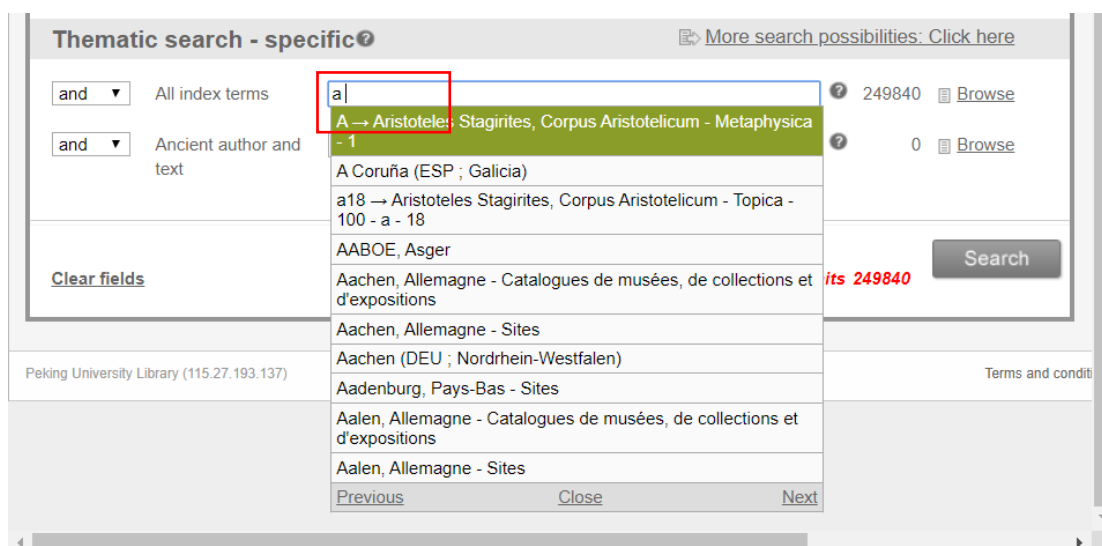 Thematic search - specific?
More search possibilities: Click here
and ▼ All index terms a ? 249840 Browse
and ▼ Ancient author and ? 0 Browse
text
A → Aristoteles Stagirites, Corpus Aristotelicum - Metaphysica
- 1
A Coruña (ESP ; Galicia)
a18 → Aristoteles Stagirites, Corpus Aristotelicum - Topica -
100 - a - 18
AABOE, Asger
Aachen, Allemagne - Catalogues de musées, de collections et
d'expositions
Aachen, Allemagne - Sites
Aachen (DEU ; Nordrhein-Westfalen)
Aadenburg, Pays-Bas - Sites
Aalen, Allemagne - Catalogues de musées, de collections et
d'expositions
Aalen, Allemagne - Sites
Previous Close Next
Clear fields
its 249840
Search
Peking University Library (115.27.193.137)
Terms and conditi